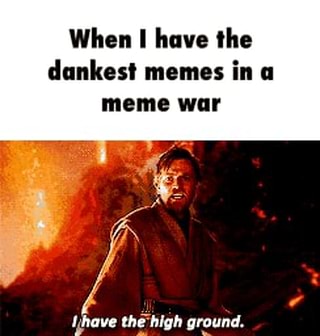 When I have the
dankest memes in a
meme war
I have the high ground.